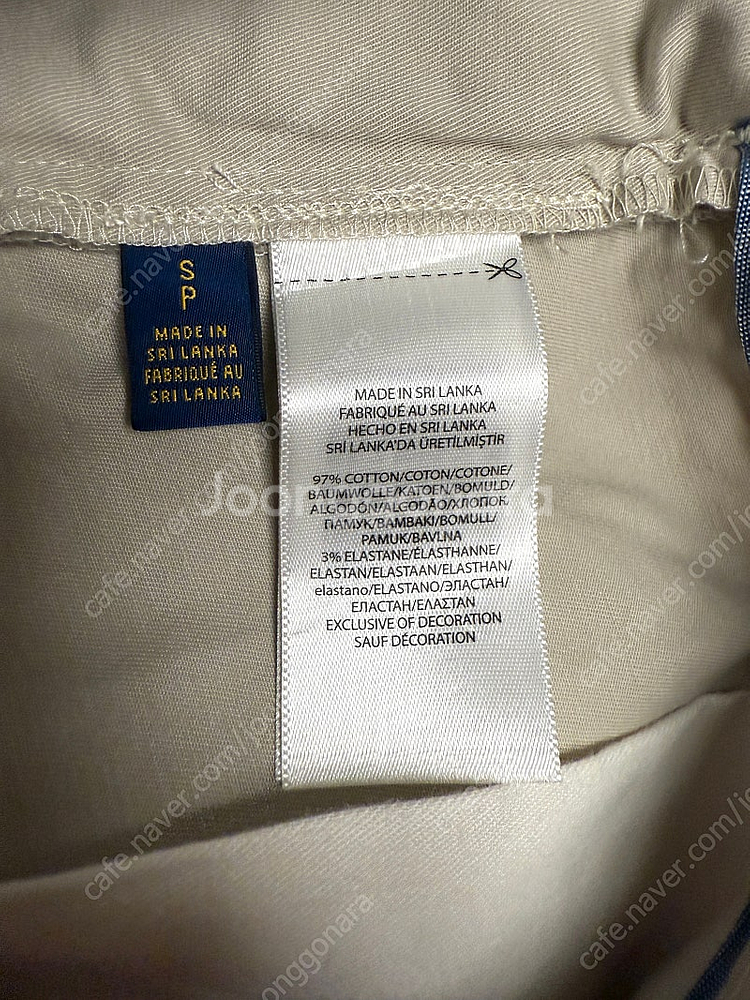 S
P
MADE IN
SRI LANKA
FABRIQUÉ AU
SRI LANKA
MADE IN SRI LANKA
FABRIQUÉ AU SRI LANKA
HECHO EN SRI LANKA
SRİ LANKA'DA ÜRETİLMİŞTİR
97% COTTON/COTON/COTONE/
BAUMWOLLE/KATOEN/BOMULD/
ALGODÓN/ALGODÃO/ХЛОПОК
ПАМУК/BAMBAKI/BOMULL/
PAMUK/BAVLNA
3% ELASTANE/ÉLASTHANNE/
ELASTAN/ELASTAAN/ELASTHAN/
elastano/ELASTANO/ЭЛАСТАН/
ЕЛАСТАН/ΕΛΑΣΤΑΝ
EXCLUSIVE OF DECORATION
SAUF DÉCORATION
Joonggonara
cafe.naver.com/joonggonara